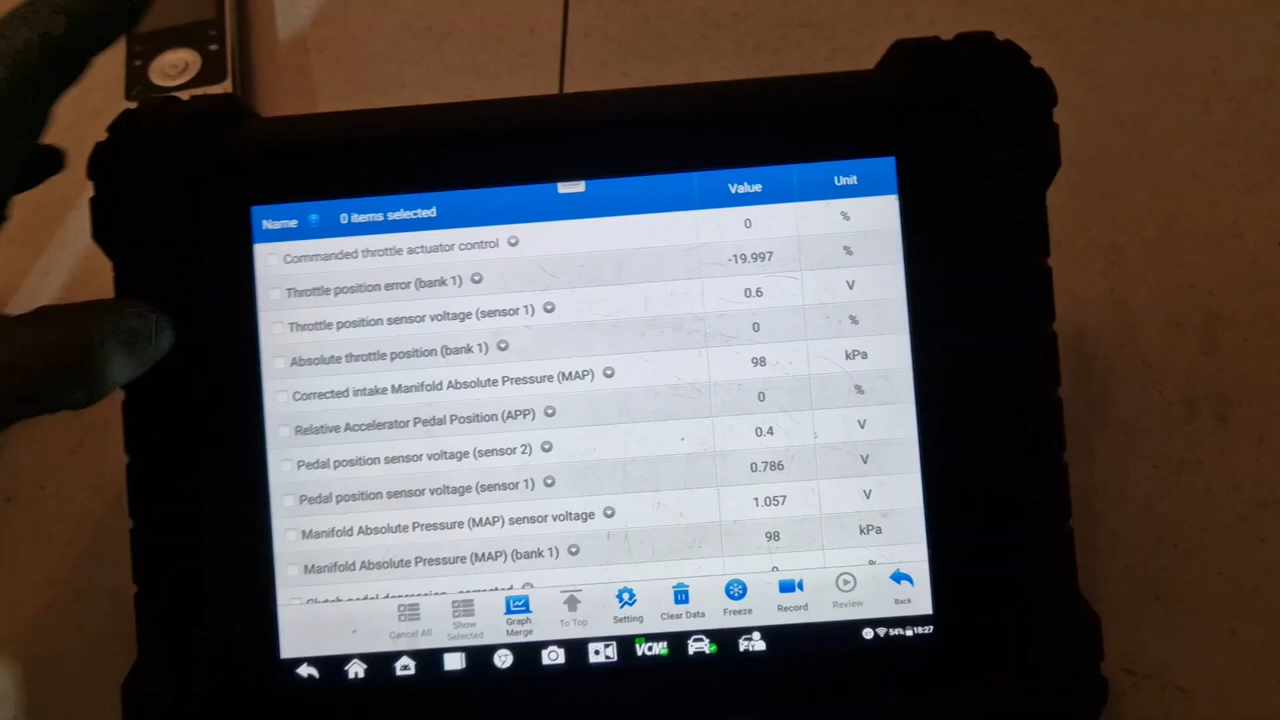 Name 0 items selected Value Unit
Commanded throttle actuator control 0 %
Throttle position error (bank 1) -19.997 %
Throttle position sensor voltage (sensor 1) 0.6 V
Absolute throttle position (bank 1) 0 %
Corrected intake Manifold Absolute Pressure (MAP) 98 kPa
Relative Accelerator Pedal Position (APP) 0 %
Pedal position sensor voltage (sensor 2) 0.4 V
Pedal position sensor voltage (sensor 1) 0.786 V
Manifold Absolute Pressure (MAP) sensor voltage 1.057 V
Manifold Absolute Pressure (MAP) (bank 1) 98 kPa
Cancel All
Show Selected
Graph Merge
To Top
Setting
Clear Data
Freeze
Record
Review
Back
VCMI
54% 18:27